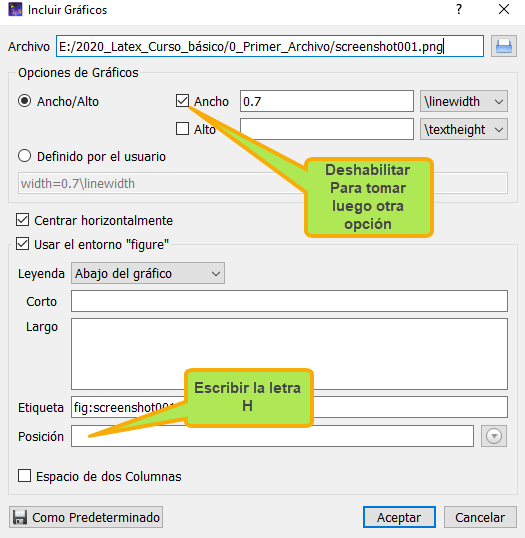 Incluir Gráficos
Archivo E:/2020_Latex_Curso_básico/0_Primer_Archivo/screenshot001.png
Opciones de Gráficos
Ancho/Alto Ancho 0.7 \linewidth
Alto \textheight
Definido por el usuario
width=0.7\linewidth
Deshabilitar
Para tomar
luego otra
opción
Centrar horizontalmente
Usar el entorno "figure"
Leyenda Abajo del gráfico
Corto
Largo
Escribir la letra
H
Etiqueta fig:screenshot001
Posición
Espacio de dos Columnas
Como Predeterminado Aceptar Cancelar